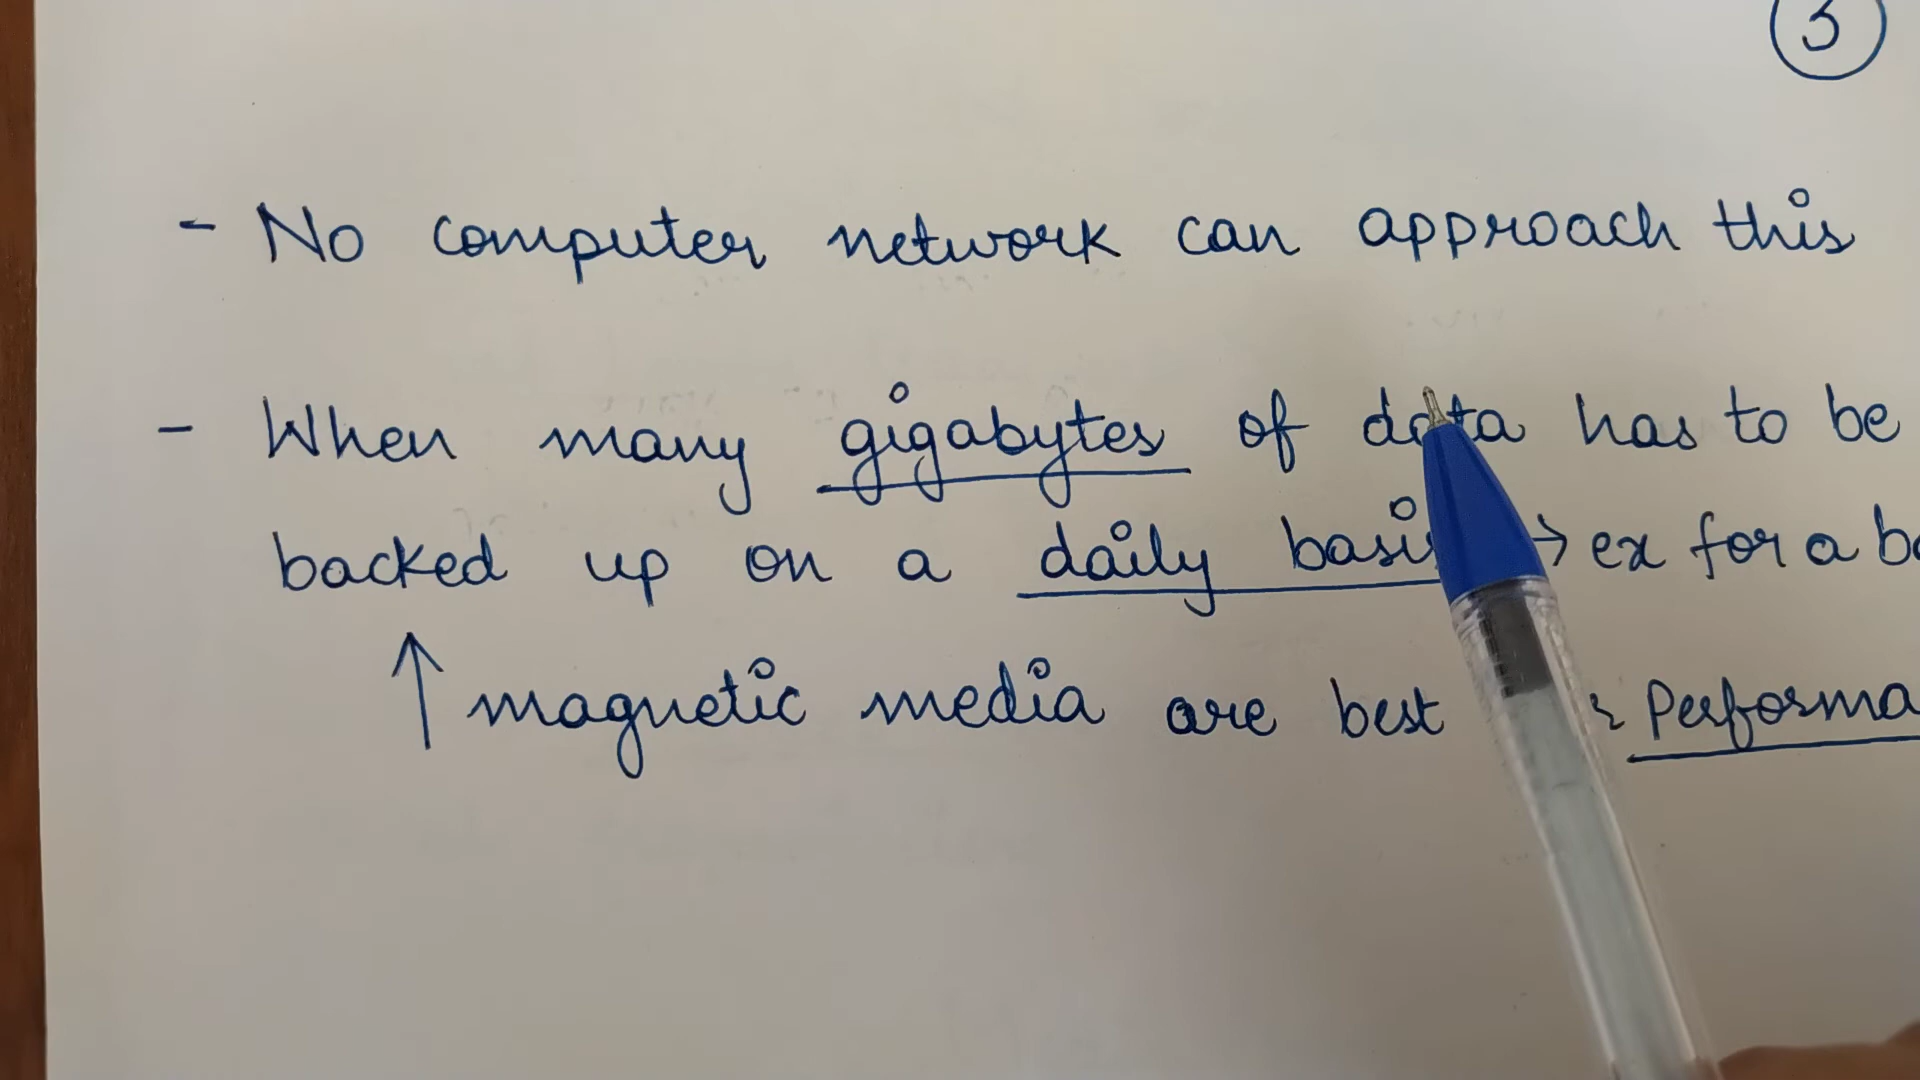 3
- No computer network can approach this
- When many gigabytes of data has to be
backed up on a daily basis → ex for a
↑ magnetic media are best